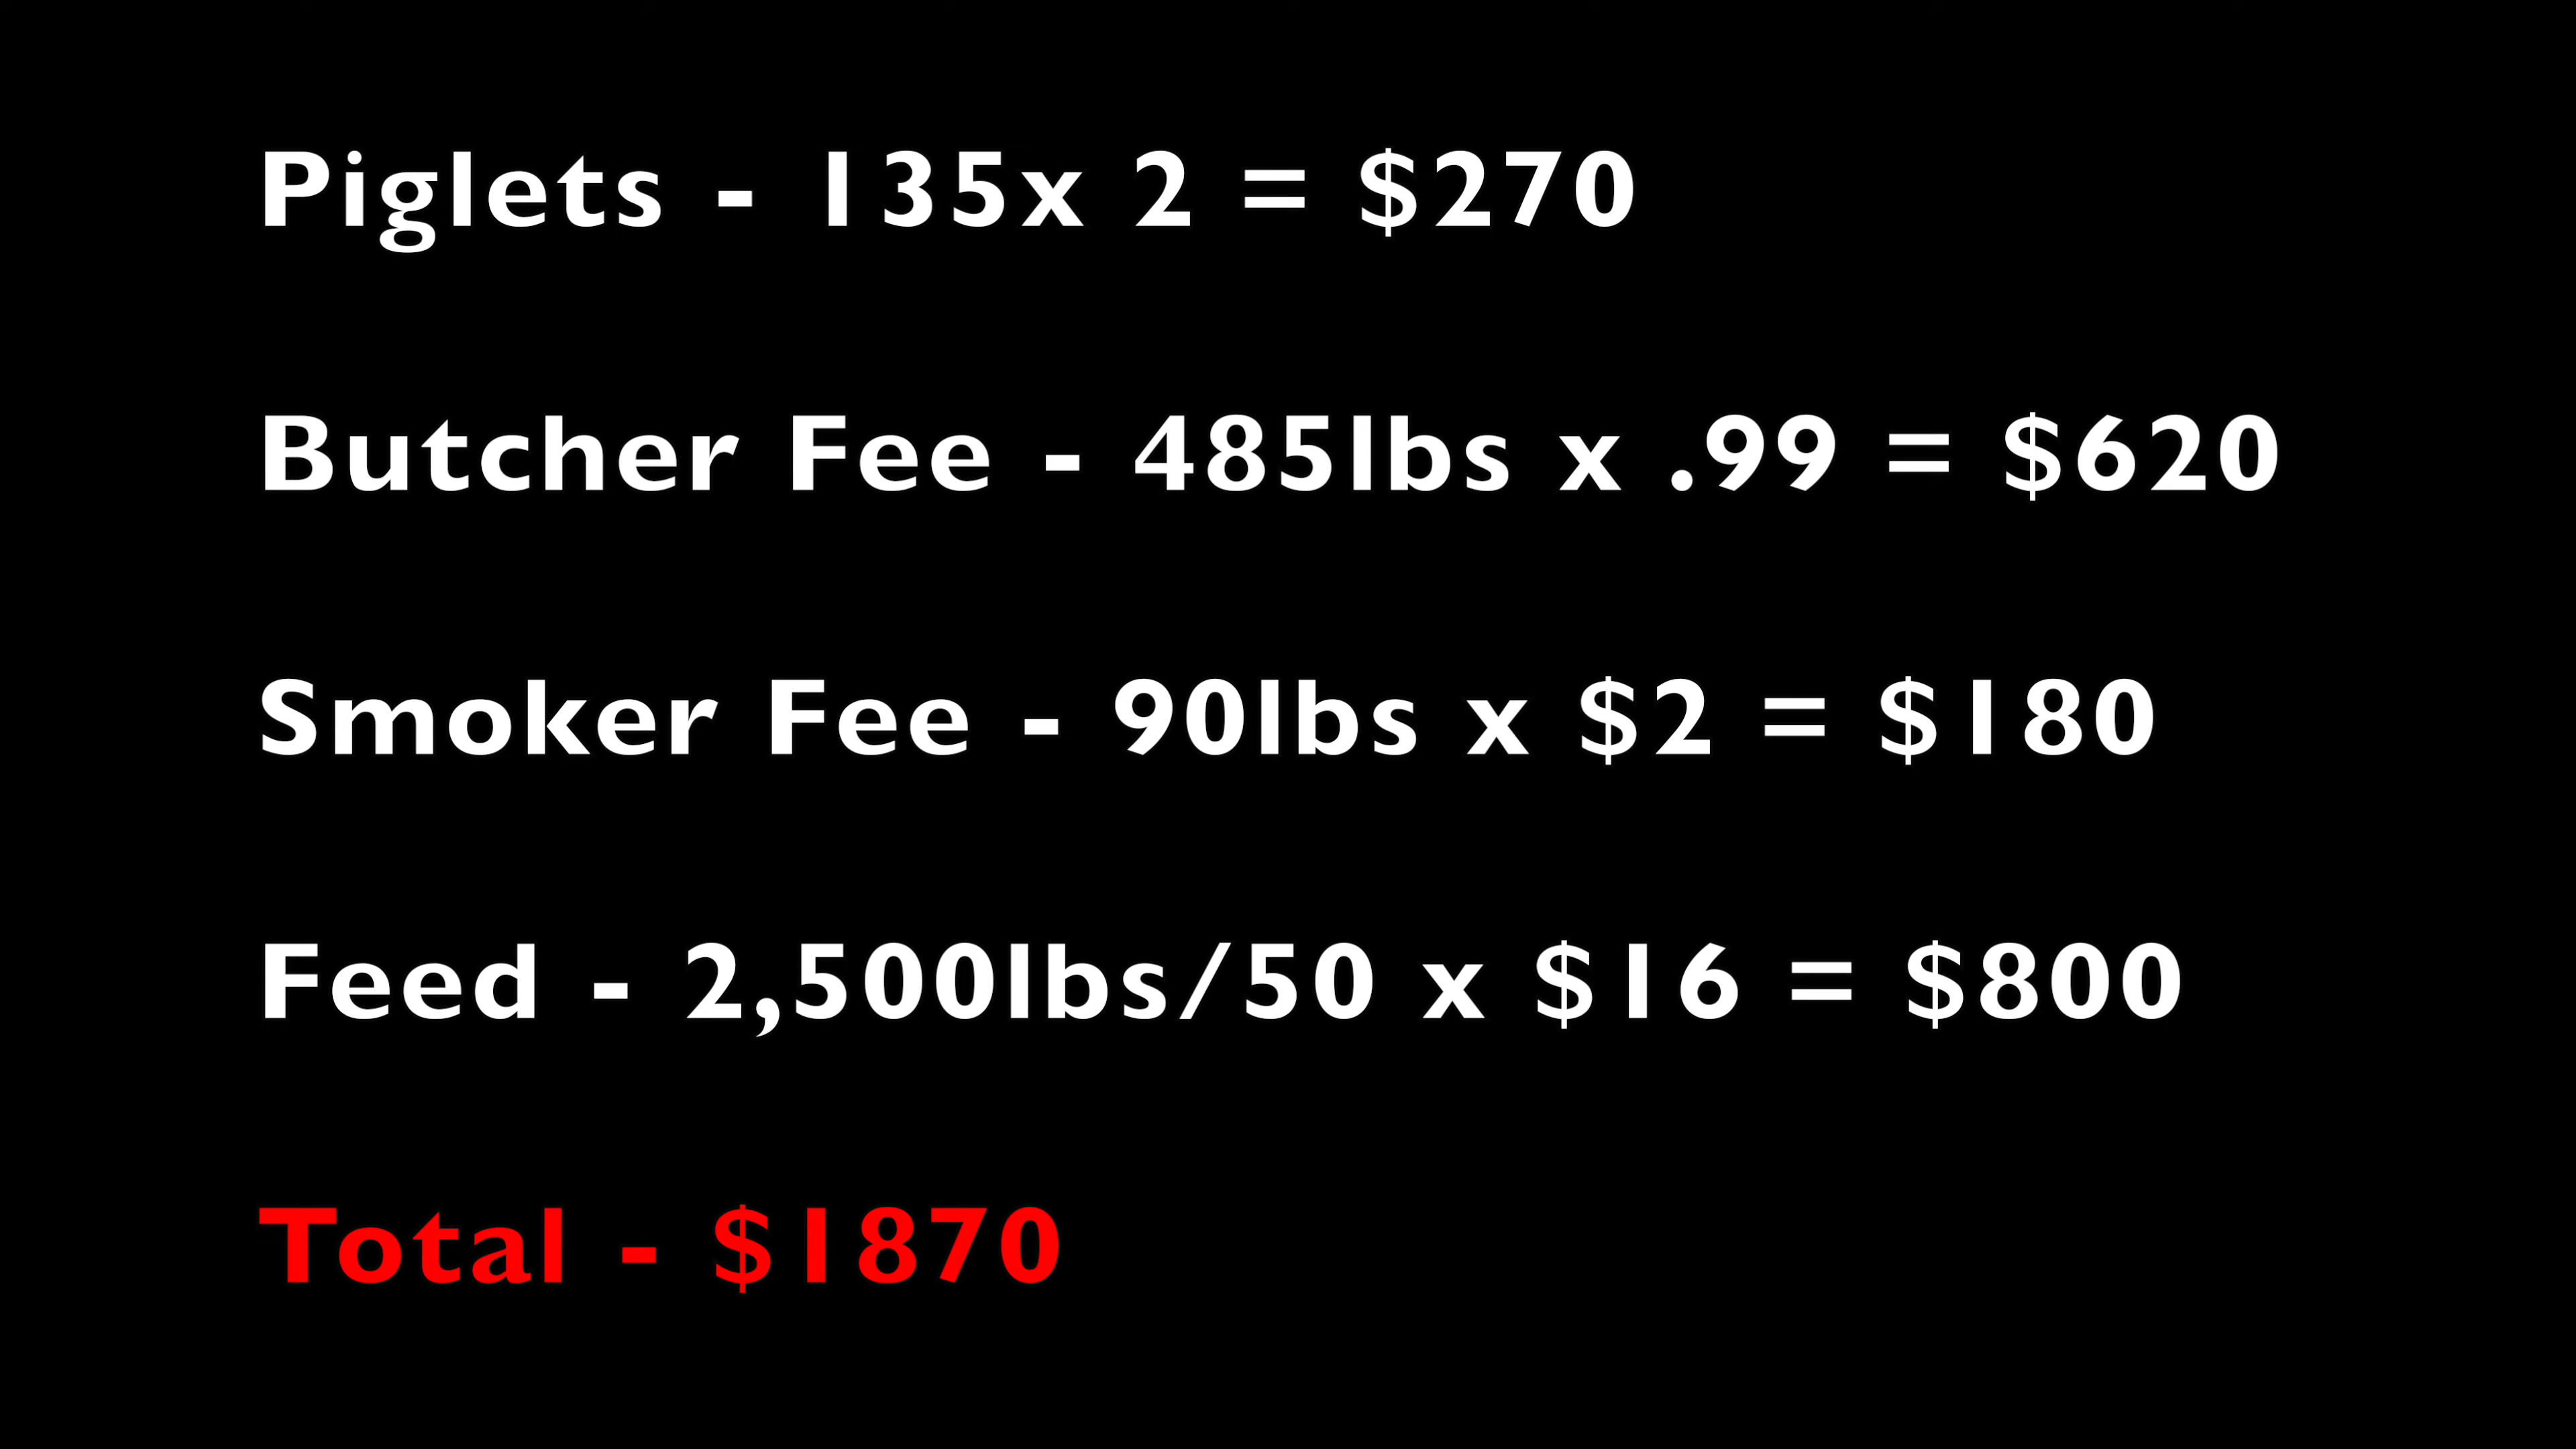 Piglets - 135x 2 = $270
Butcher Fee - 485lbs x .99 = $620
Smoker Fee - 90lbs x $2 = $180
Feed - 2,500lbs/50 x $16 = $800
Total - $1870